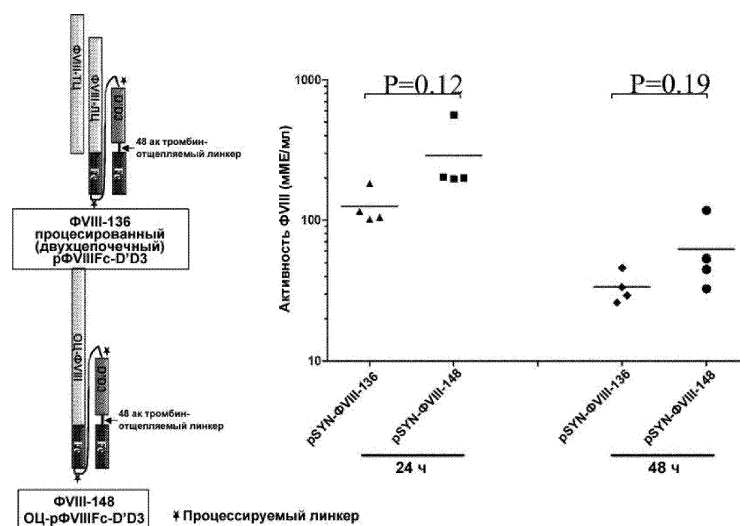 ФVIII-ТЦ
ФVIII-ЛЦ
D'D3
48 ак тромбин-
отщепляемый линкер
Fc
Fc
ФVIII-136
процесированный
(двухцепочечный)
рФVIIIFc-D'D3
ОЦ-ФVIII
D'D3
48 ак тромбин-
отщепляемый линкер
Fc
Fc
ФVIII-148
ОЦ-рФVIIIFc-D'D3
Процессируемый линкер
Активность ФVIII (мМЕ/мл)
1000
100
10
P=0.12
P=0.19
pSYN-ФVIII-136
pSYN-ФVIII-148
pSYN-ФVIII-136
pSYN-ФVIII-148
24 ч
48 ч